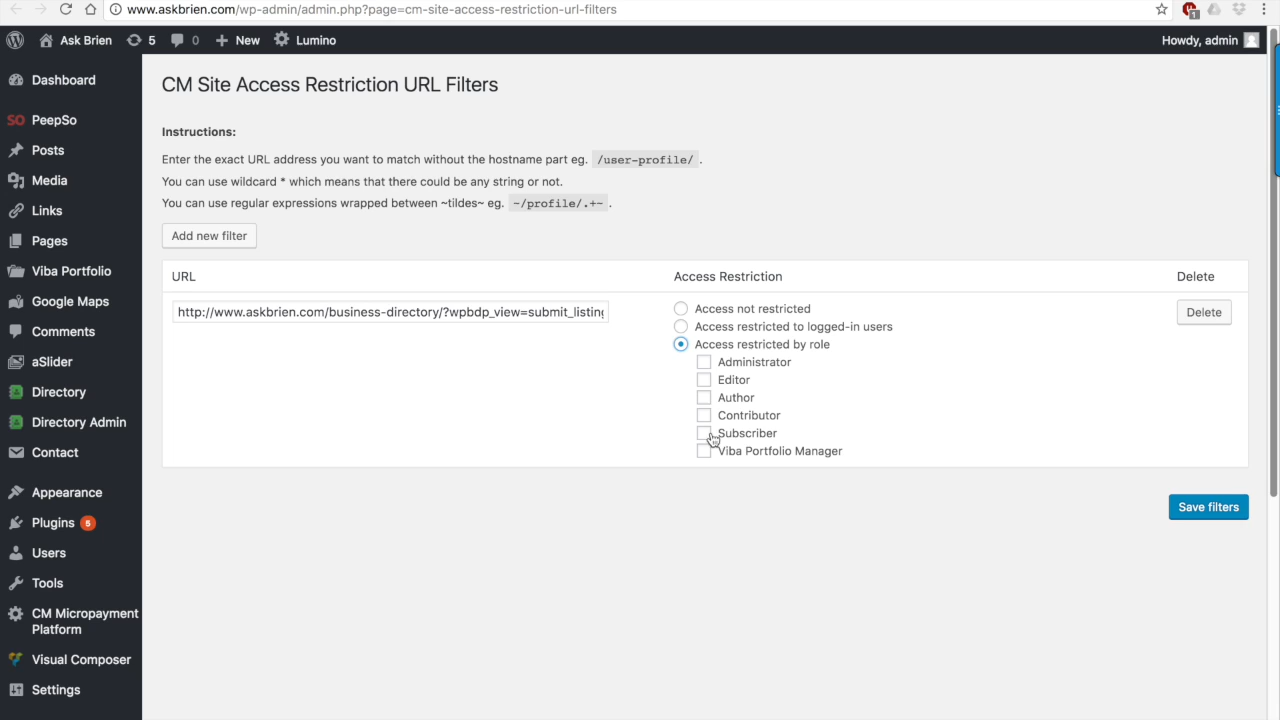 www.askbrien.com/wp-admin/admin.php?page=cm-site-access-restriction-url-filters
1
Ask Brien 5 0 New Lumino Howdy, admin
Dashboard
SO PeepSo
Posts
Media
Links
Pages
Viba Portfolio
Google Maps
Comments
aSlider
Directory
Directory Admin
Contact
Appearance
Plugins 5
Users
Tools
CM Micropayment
Platform
Visual Composer
Settings
CM Site Access Restriction URL Filters
Instructions:
Enter the exact URL address you want to match without the hostname part eg. /user-profile/ .
You can use wildcard * which means that there could be any string or not.
You can use regular expressions wrapped between ~tildes~ eg. ~/profile/.+~ .
Add new filter
URL Access Restriction Delete
http://www.askbrien.com/business-directory/?wpbdp_view=submit_listing
Access not restricted
Access restricted to logged-in users
Access restricted by role
Administrator
Editor
Author
Contributor
Subscriber
Viba Portfolio Manager
Delete
Save filters